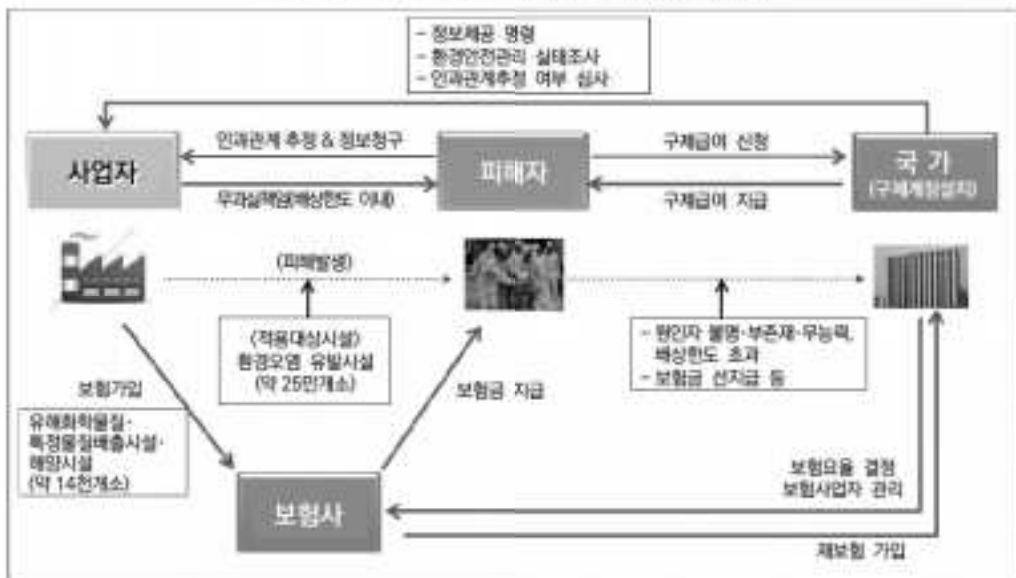 - 정보제공 명령
- 환경안전관리 실태조사
- 인과관계추정 여부 심사
사업자
인과관계 추정 & 정보청구
피해자
구제급여 신청
국 가
(구제계정설치)
무과실책임(배상한도 이내)
구제급여 지급
(피해발생)
(적용대상시설)
환경오염 유발시설
(약 25만개소)
- 원인자 불명·부존재·무능력,
배상한도 초과
- 보험금 선지급 등
보험가입
보험금 지급
유해화학물질·
특정물질배출시설·
해양시설
(약 14천개소)
보험사
보험요율 결정
보험사업자 관리
재보험 가입